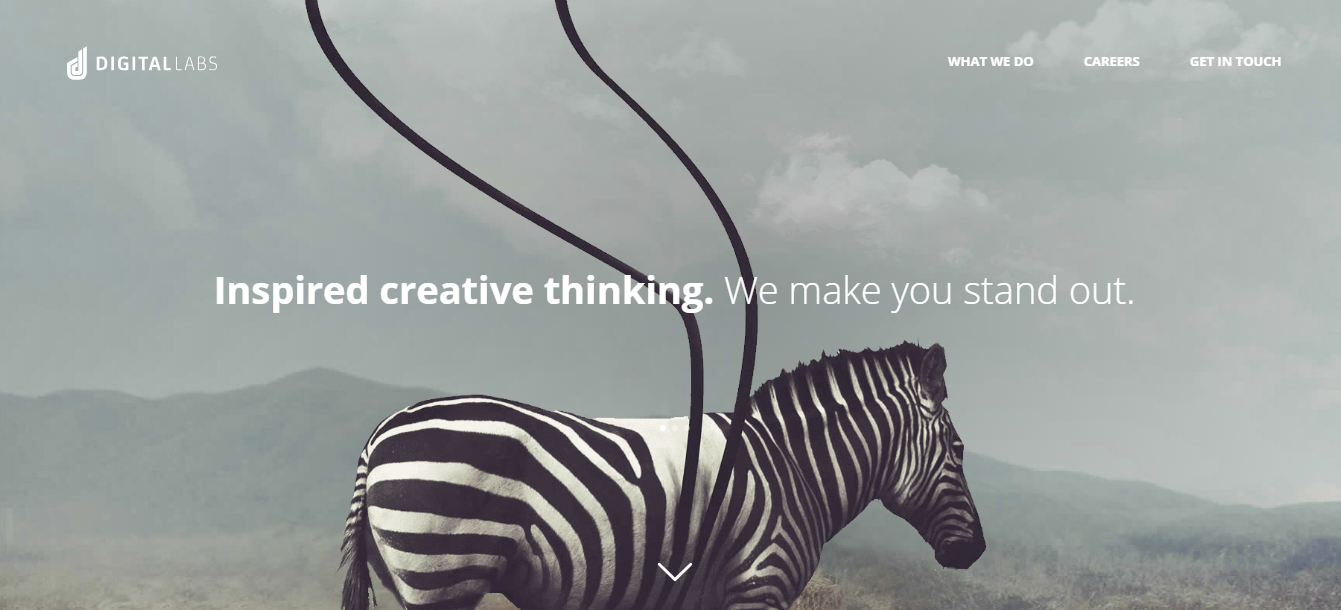 DIGITALLABS
WHAT WE DO CAREERS GET IN TOUCH
Inspired creative thinking. We make you stand out.